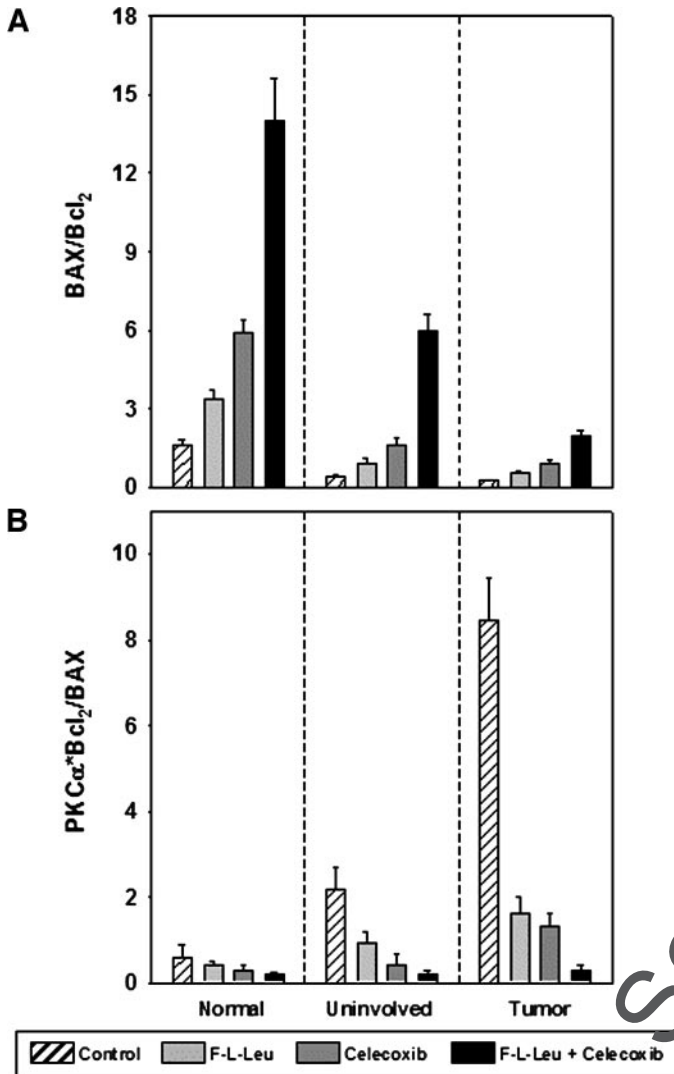 A
18
15
12
9
6
3
0
BAX/Bcl₂
B
10
8
6
4
2
0
PKCα*Bcl₂/BAX
Normal Uninvolved Tumor
Control F-L-Leu Celecoxib F-L-Leu + Celecoxib